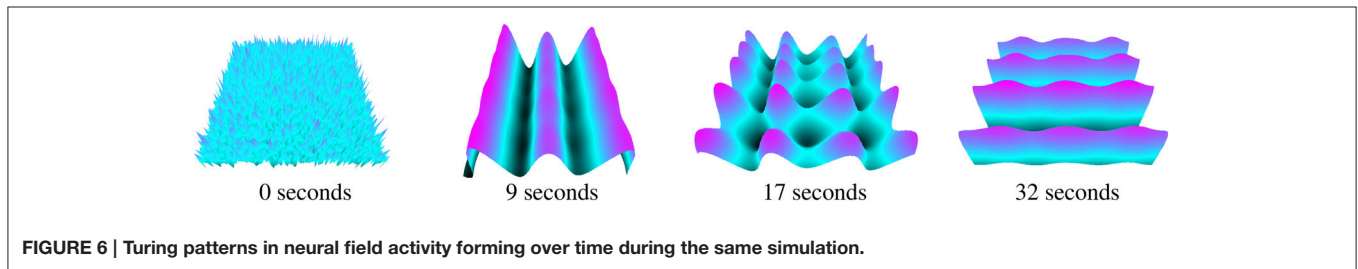 0 seconds 9 seconds 17 seconds 32 seconds
FIGURE 6 | Turing patterns in neural field activity forming over time during the same simulation.